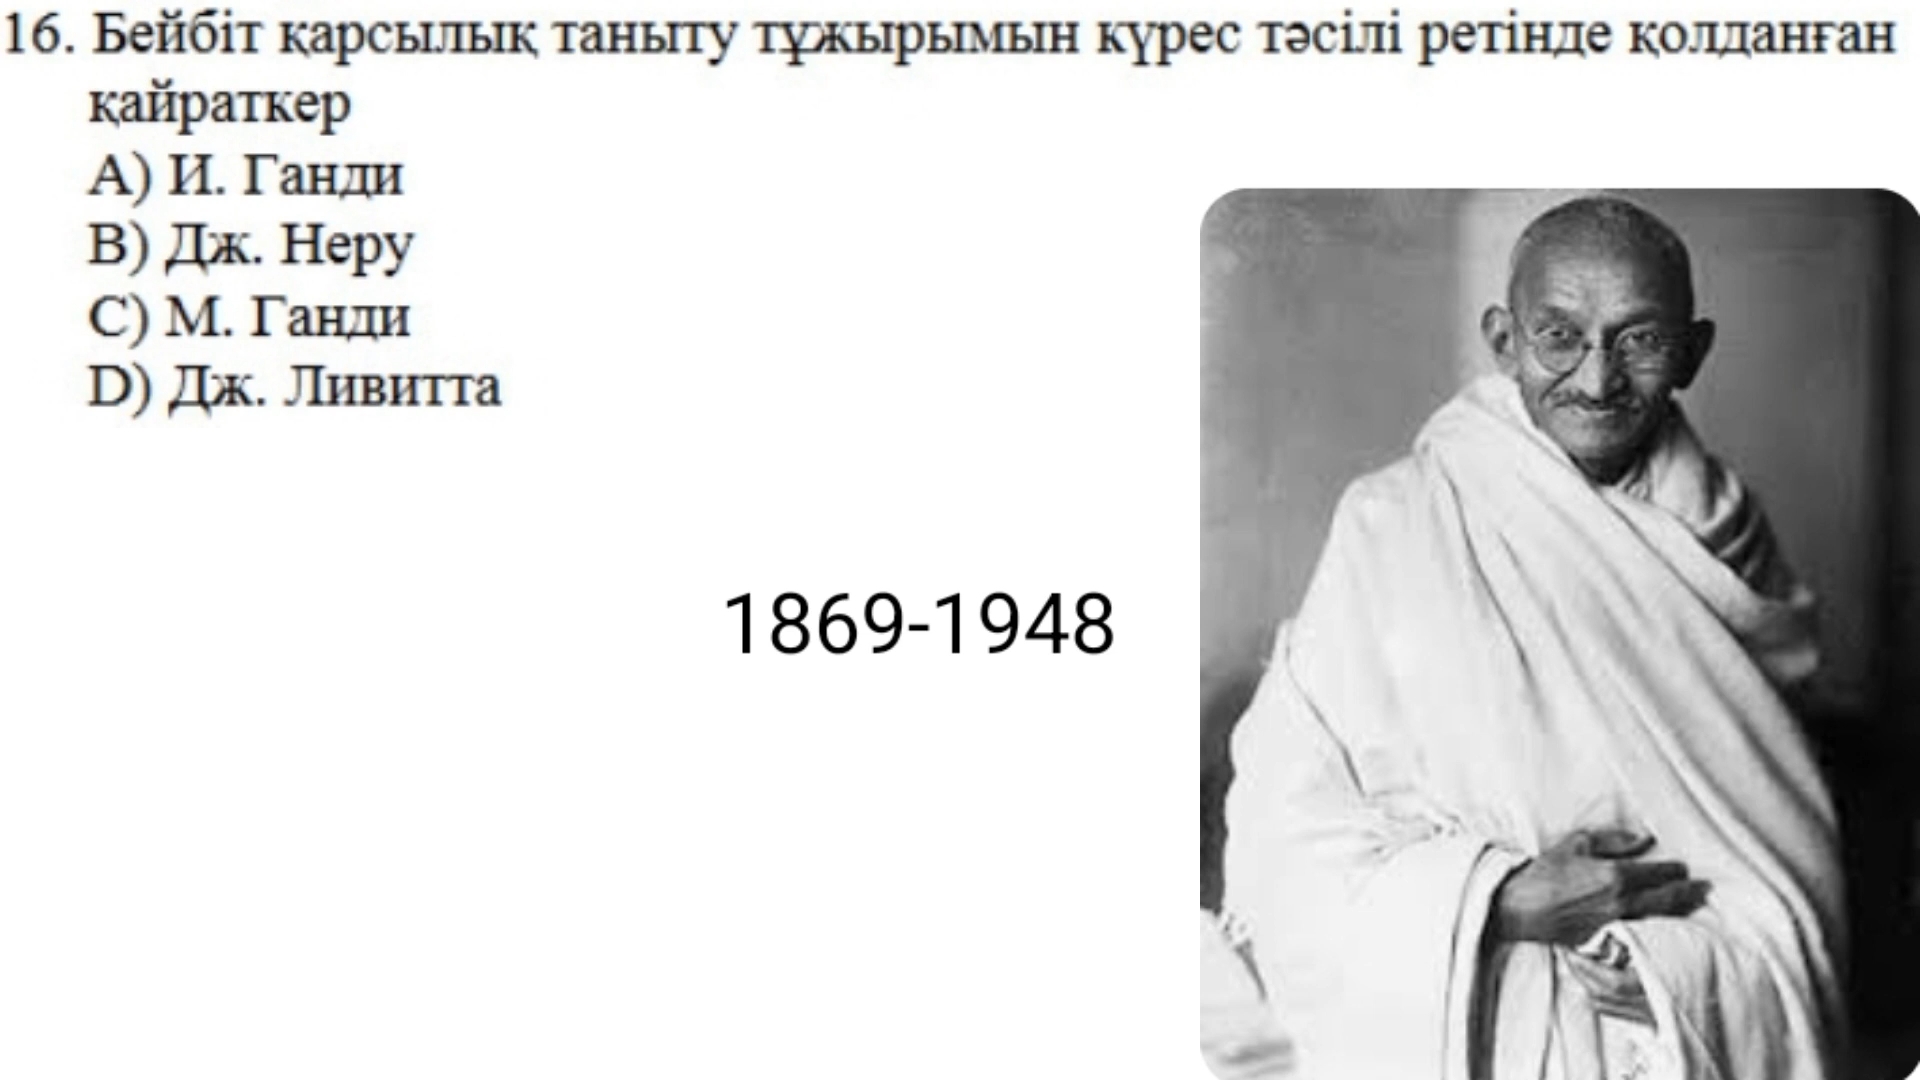 16. Бейбіт қарсылық таныту тұжырымын күрес тәсілі ретінде қолданған
қайраткер
A) И. Ганди
B) Дж. Неру
C) М. Ганди
D) Дж. Ливитта
1869-1948